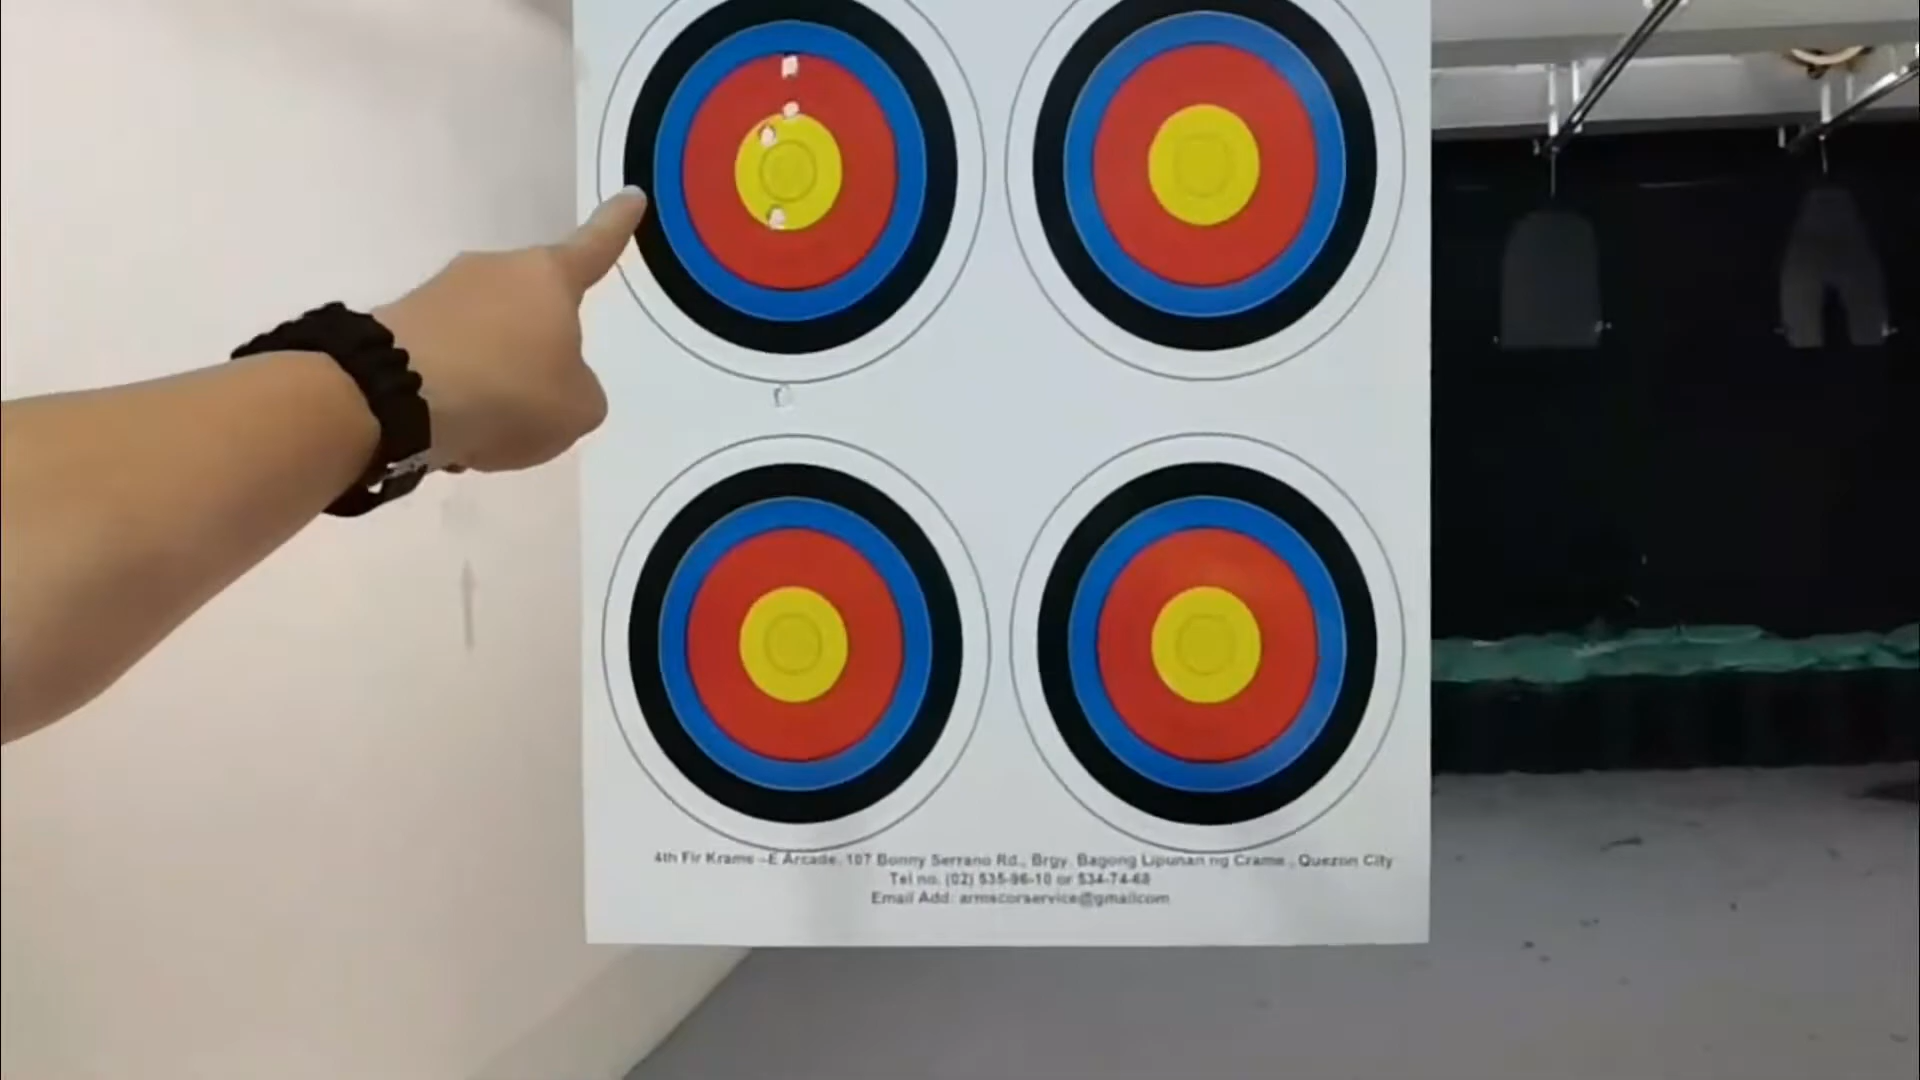 4th Flr Krame -E Arcade, 107 Bonny Serrano Rd., Brgy. Bagong Lipunan ng Crame , Quezon City
Tel no. (02) 535-96-10 or 534-74-68
Email Add: armscorservice@gmailcom